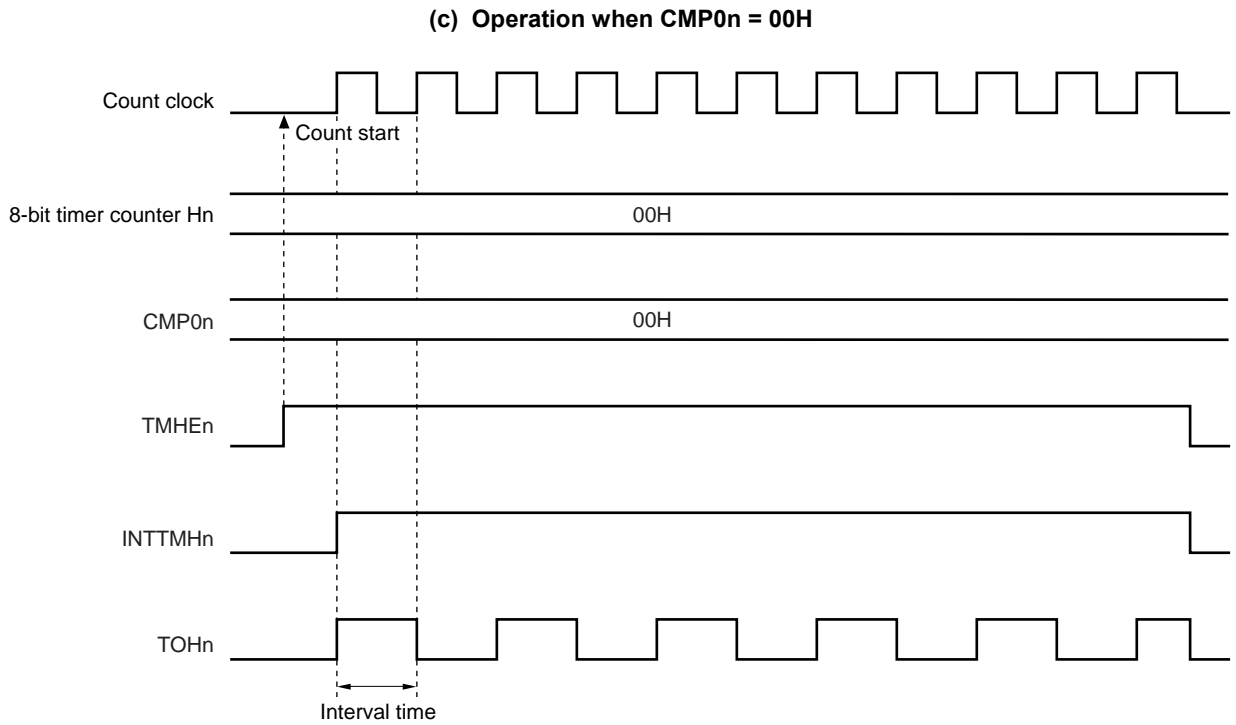 (c) Operation when CMP0n = 00H
Count clock
Count start
8-bit timer counter Hn
00H
CMP0n
00H
TMHEn
INTTMHn
TOHn
Interval time